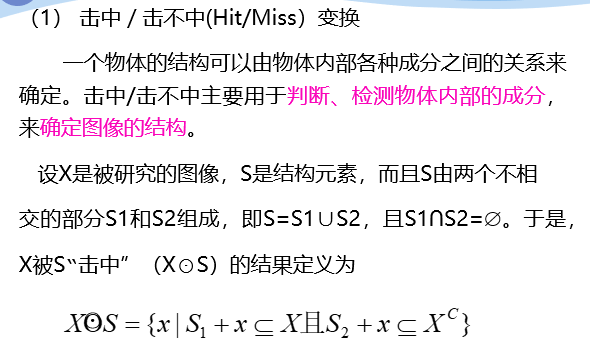 （1） 击中 / 击不中(Hit/Miss）变换
一个物体的结构可以由物体内部各种成分之间的关系来
确定。击中/击不中主要用于判断、检测物体内部的成分，
来确定图像的结构。
设X是被研究的图像，S是结构元素，而且S由两个不相
交的部分S1和S2组成，即S=S1∪S2，且S1∩S2=∅。于是，
X被S“击中”（X⊙S）的结果定义为
X⊙S = {x | S₁ + x ⊆ X且S₂ + x ⊆ Xᶜ}